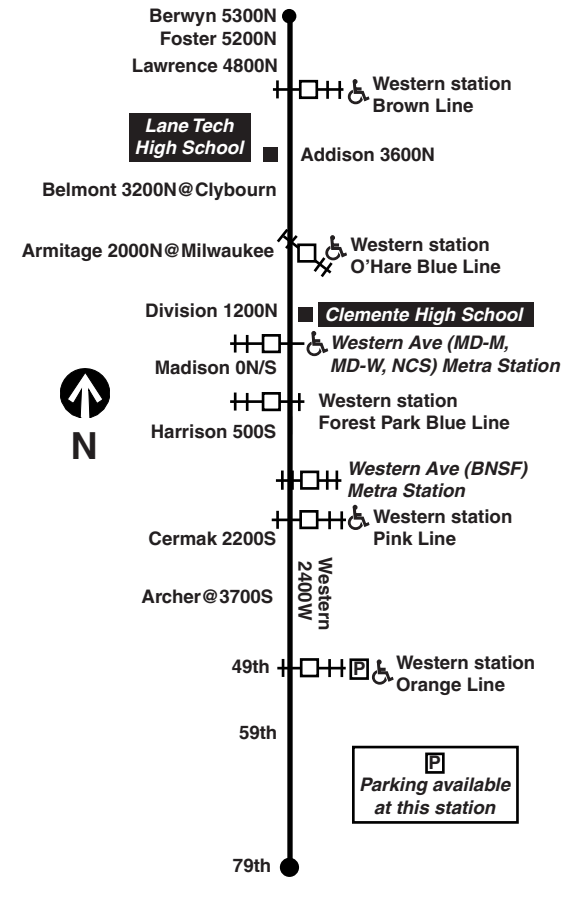 Berwyn 5300N
Foster 5200N
Lawrence 4800N
Western station
Brown Line
Lane Tech
High School
Addison 3600N
Belmont 3200N@Clybourn
Armitage 2000N@Milwaukee
Western station
O'Hare Blue Line
Division 1200N
Clemente High School
Western Ave (MD-M,
MD-W, NCS) Metra Station
Madison 0N/S
N
Western station
Forest Park Blue Line
Harrison 500S
Western Ave (BNSF)
Metra Station
Western station
Pink Line
Cermak 2200S
Western
2400W
Archer@3700S
49th
P
Western station
Orange Line
59th
P
Parking available
at this station
79th